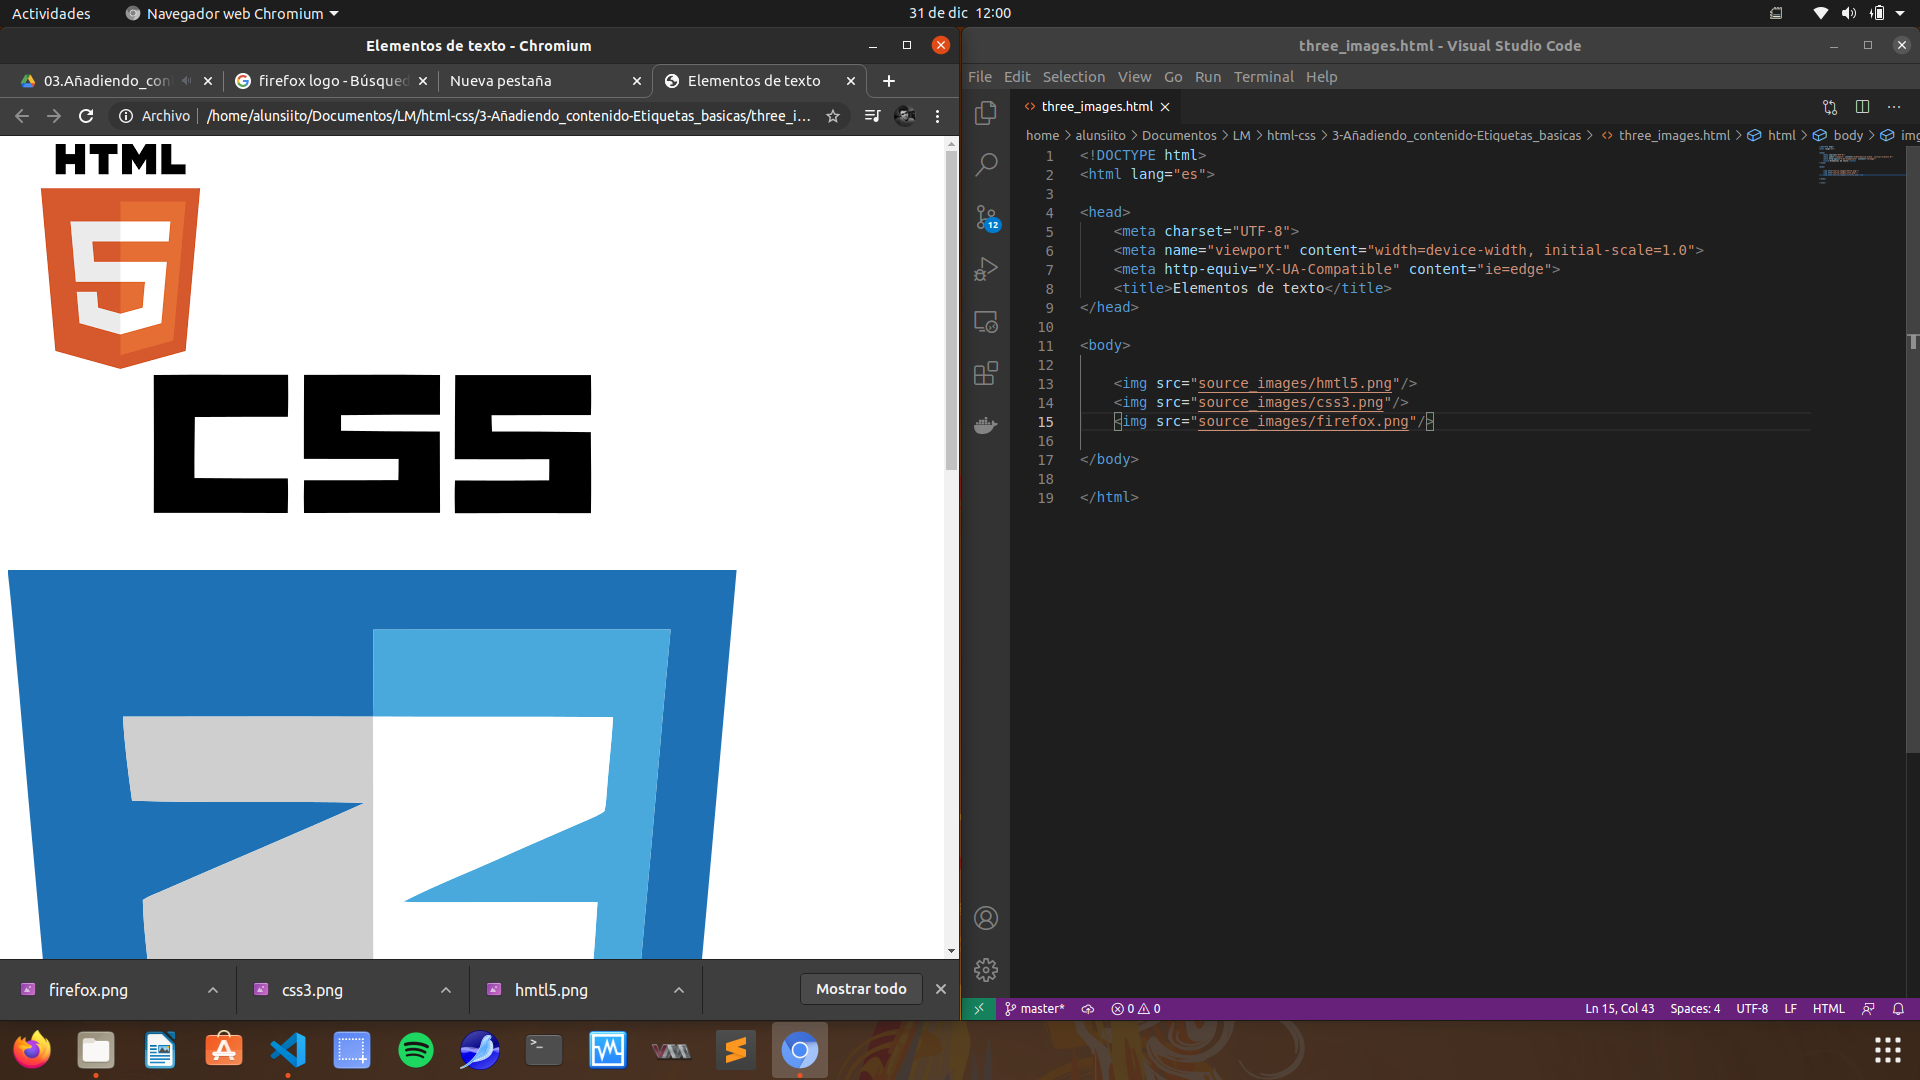 Actividades
Navegador web Chromium
31 de dic 12:00
Elementos de texto - Chromium
03.Añadiendo_con
firefox logo - Búsqued
Nueva pestaña
Elementos de texto
Archivo
/home/alunsiito/Documentos/LM/html-css/3-Añadiendo_contenido-Etiquetas_basicas/three_i...
HTML
5
CSS
3
firefox.png
css3.png
hmtl5.png
Mostrar todo
three_images.html - Visual Studio Code
File Edit Selection View Go Run Terminal Help
three_images.html
home > alunsiito > Documentos > LM > html-css > 3-Añadiendo_contenido-Etiquetas_basicas > three_images.html > html > body > img
12
1 <!DOCTYPE html>
2 <html lang="es">
3
4 <head>
5 <meta charset="UTF-8">
6 <meta name="viewport" content="width=device-width, initial-scale=1.0">
7 <meta http-equiv="X-UA-Compatible" content="ie=edge">
8 <title>Elementos de texto</title>
9 </head>
10
11 <body>
12
13 <img src="source_images/hmtl5.png"/>
14 <img src="source_images/css3.png"/>
15 <img src="source_images/firefox.png"/>
16
17 </body>
18
19 </html>
master*
0 0
Ln 15, Col 43
Spaces: 4
UTF-8
LF
HTML